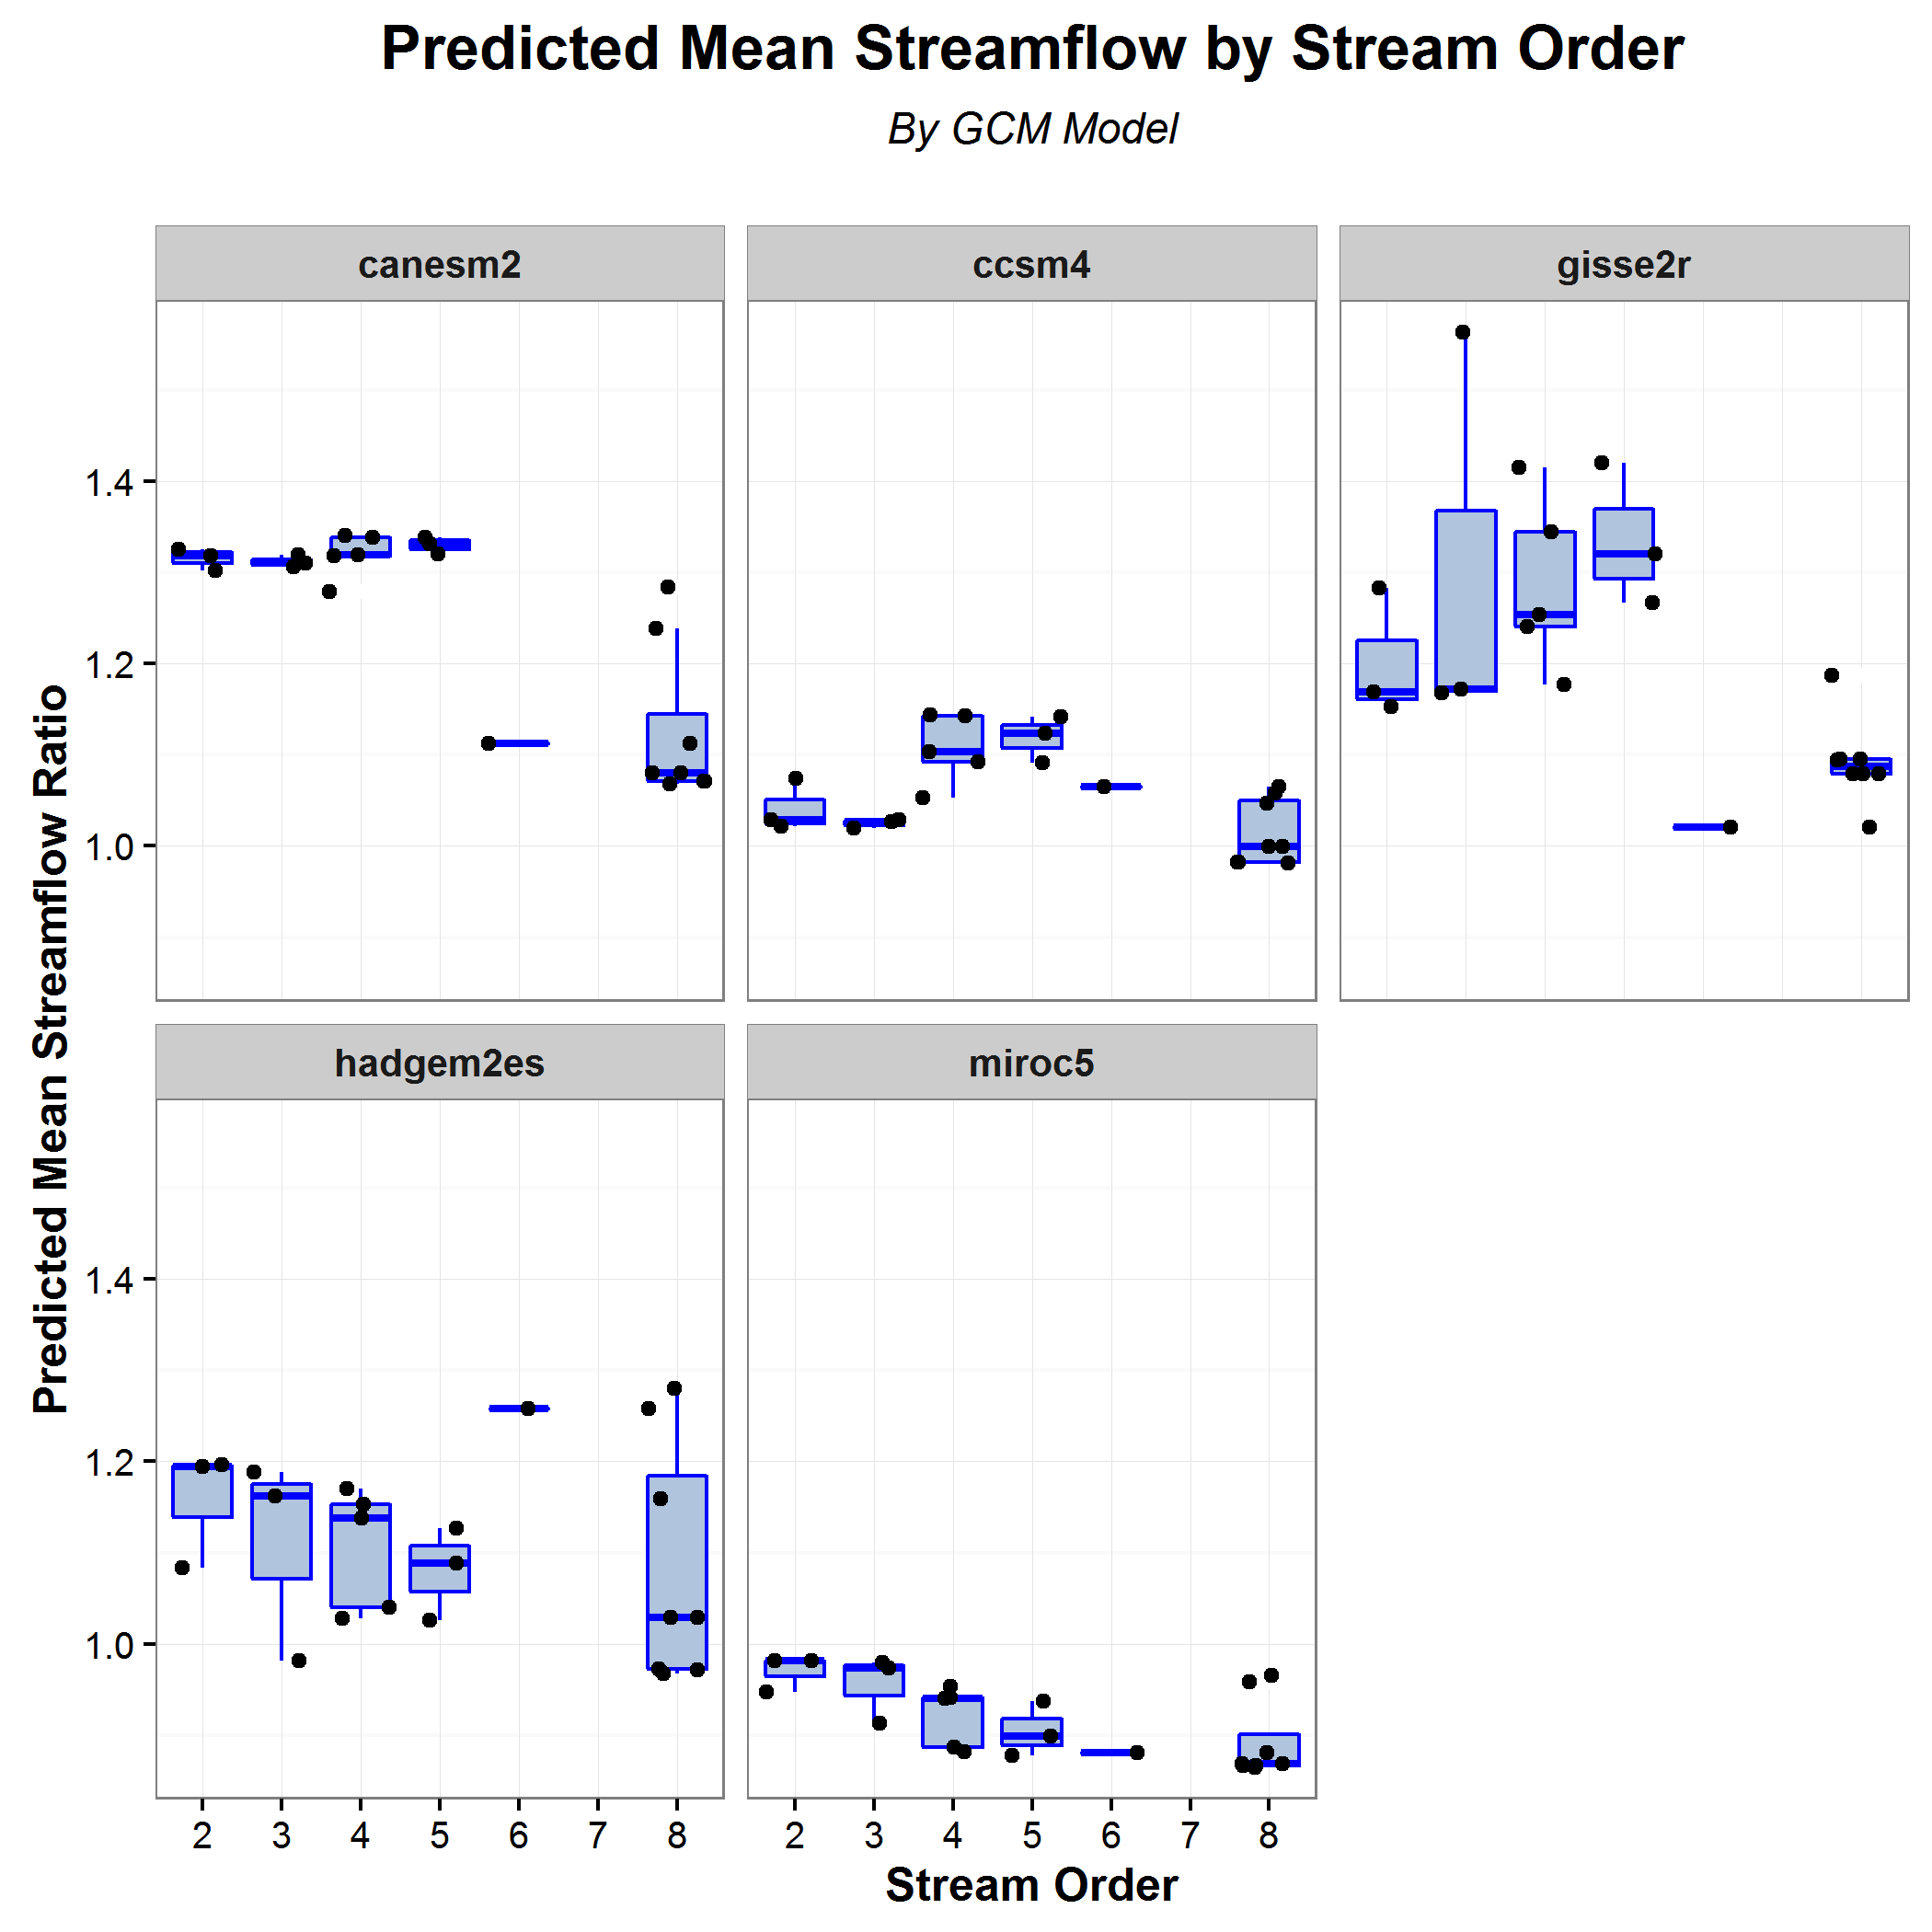 Predicted Mean Streamflow by Stream Order
By GCM Model
canesm2
ccsm4
gisse2r
1.4
1.2
1.0
Predicted Mean Streamflow Ratio
hadgem2es
miroc5
1.4
1.2
1.0
2 3 4 5 6 7 8
2 3 4 5 6 7 8
Stream Order